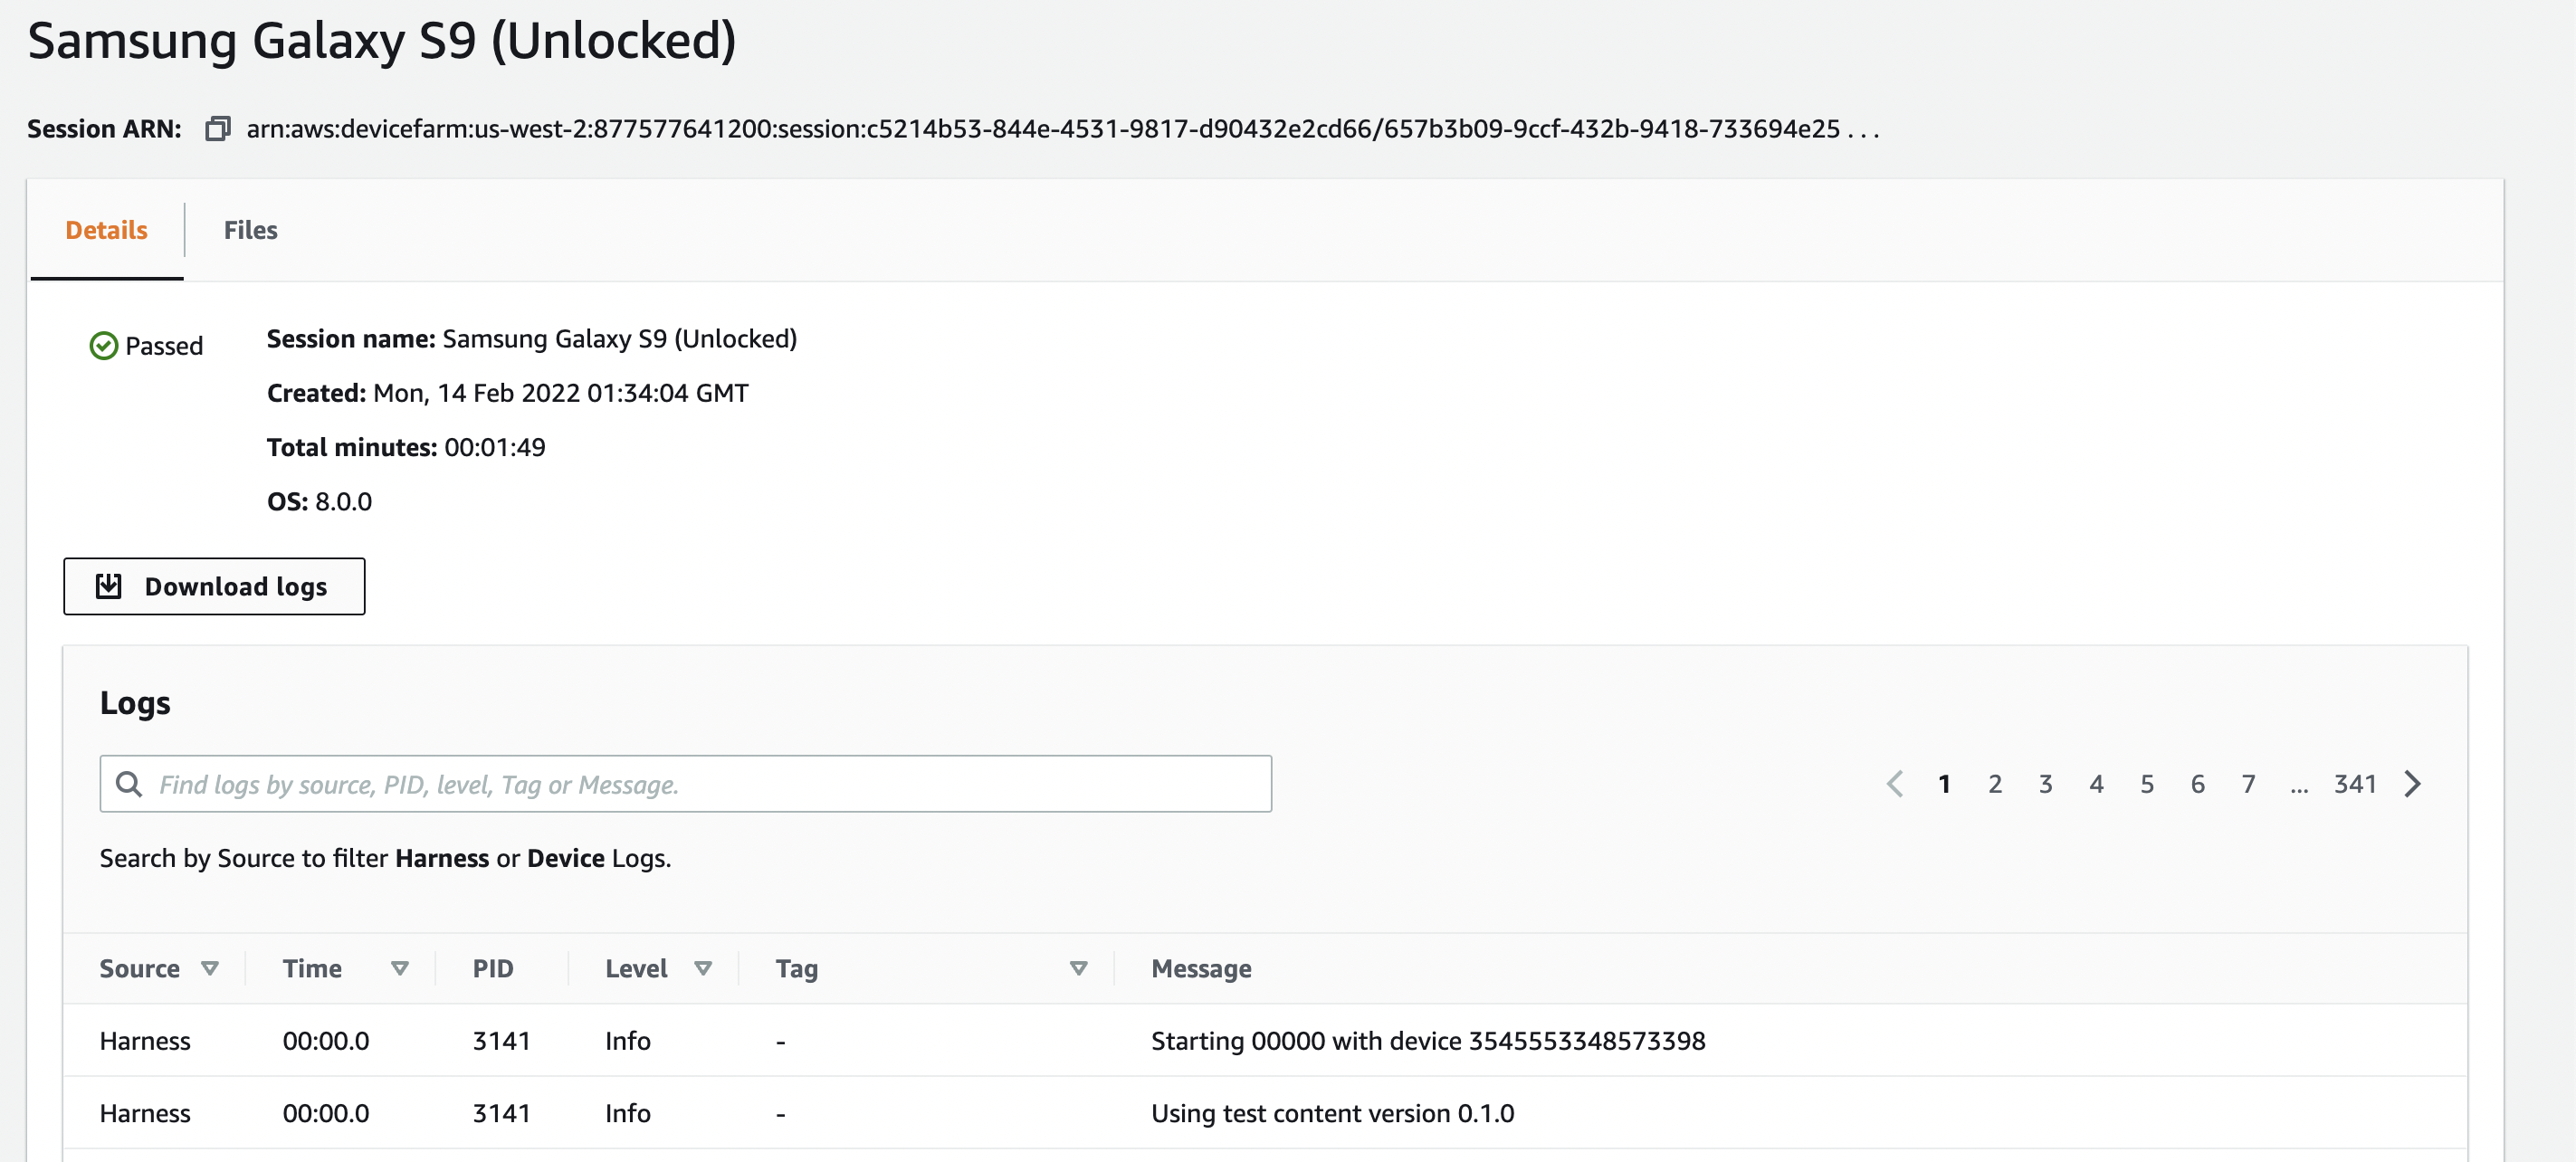 Samsung Galaxy S9 (Unlocked)
Session ARN: arn:aws:devicefarm:us-west-2:877577641200:session:c5214b53-844e-4531-9817-d90432e2cd66/657b3b09-9ccf-432b-9418-733694e25 . . .
Details Files
Passed
Session name: Samsung Galaxy S9 (Unlocked)
Created: Mon, 14 Feb 2022 01:34:04 GMT
Total minutes: 00:01:49
OS: 8.0.0
Download logs
Logs
Find logs by source, PID, level, Tag or Message.
1 2 3 4 5 6 7 ... 341
Search by Source to filter Harness or Device Logs.
Source Time PID Level Tag Message
Harness 00:00.0 3141 Info - Starting 00000 with device 3545553348573398
Harness 00:00.0 3141 Info - Using test content version 0.1.0